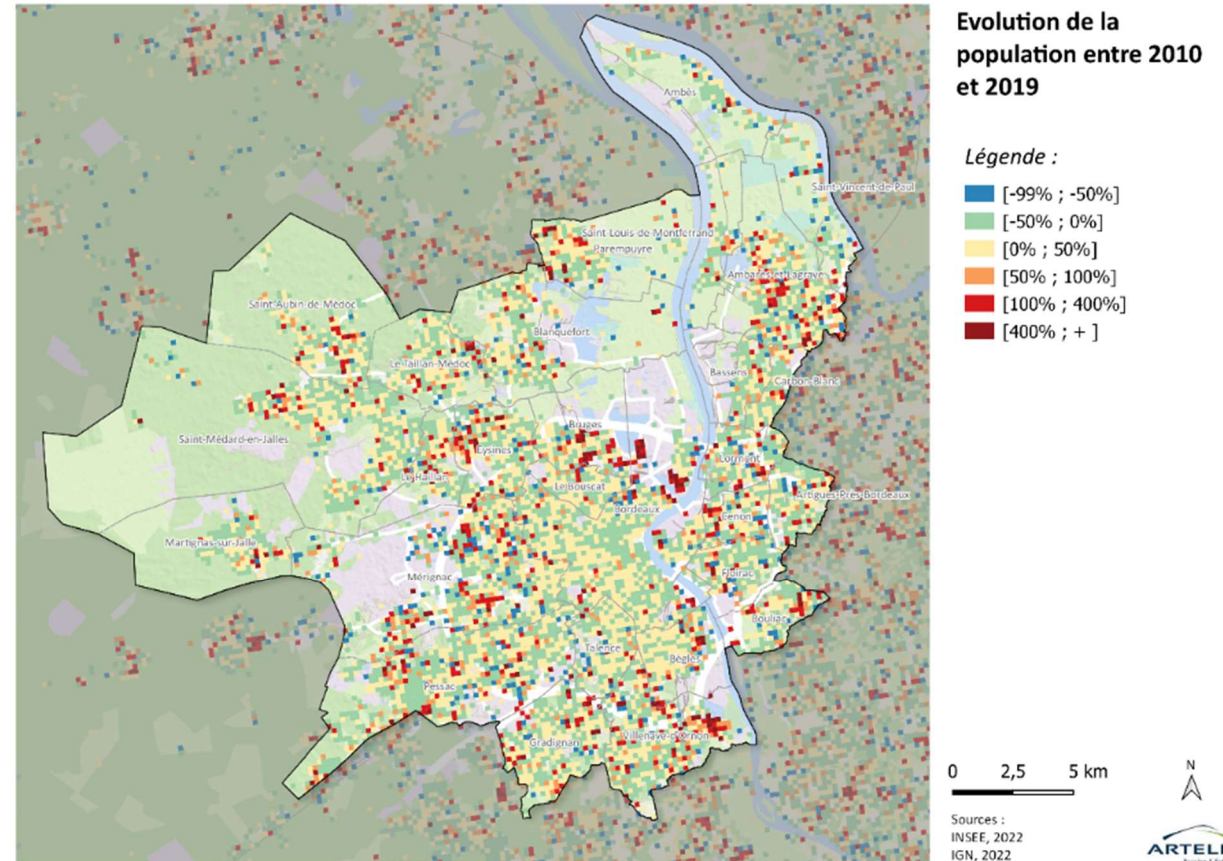 Evolution de la
population entre 2010
et 2019
Légende :
[-99% ; -50%]
[-50% ; 0%]
[0% ; 50%]
[50% ; 100%]
[100% ; 400%]
[400% ; + ]
Ambès
Saint-Vincent-de-Paul
Saint-Louis-de-Montferrand
Parempuyre
Ambarès-et-Lagrave
Saint-Aubin-de-Médoc
Blanquefort
Le Taillan-Médoc
Bassens
Carbon-Blanc
Saint-Médard-en-Jalles
Bruges
Eysines
Lormont
Le Haillan
Le Bouscat
Artigues-Près-Bordeaux
Bordeaux
Cenon
Martignas-sur-Jalle
Mérignac
Floirac
Bouliac
Talence
Bègles
Pessac
Villenave-d'Ornon
Gradignan
0 2,5 5 km
N
Sources :
INSEE, 2022
IGN, 2022